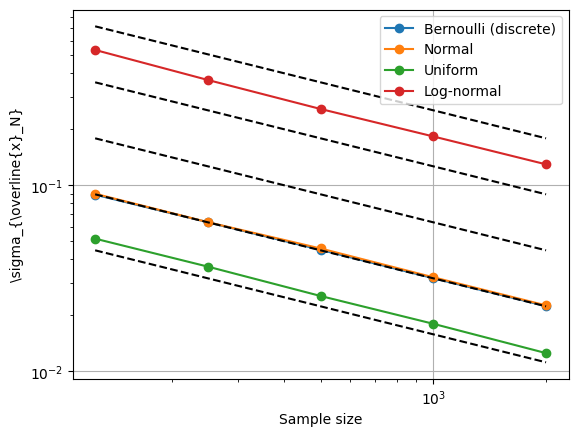 Bernoulli (discrete)
Normal
Uniform
Log-normal
\sigma_{\overline{x}_N}
10⁻¹
10⁻²
10³
Sample size